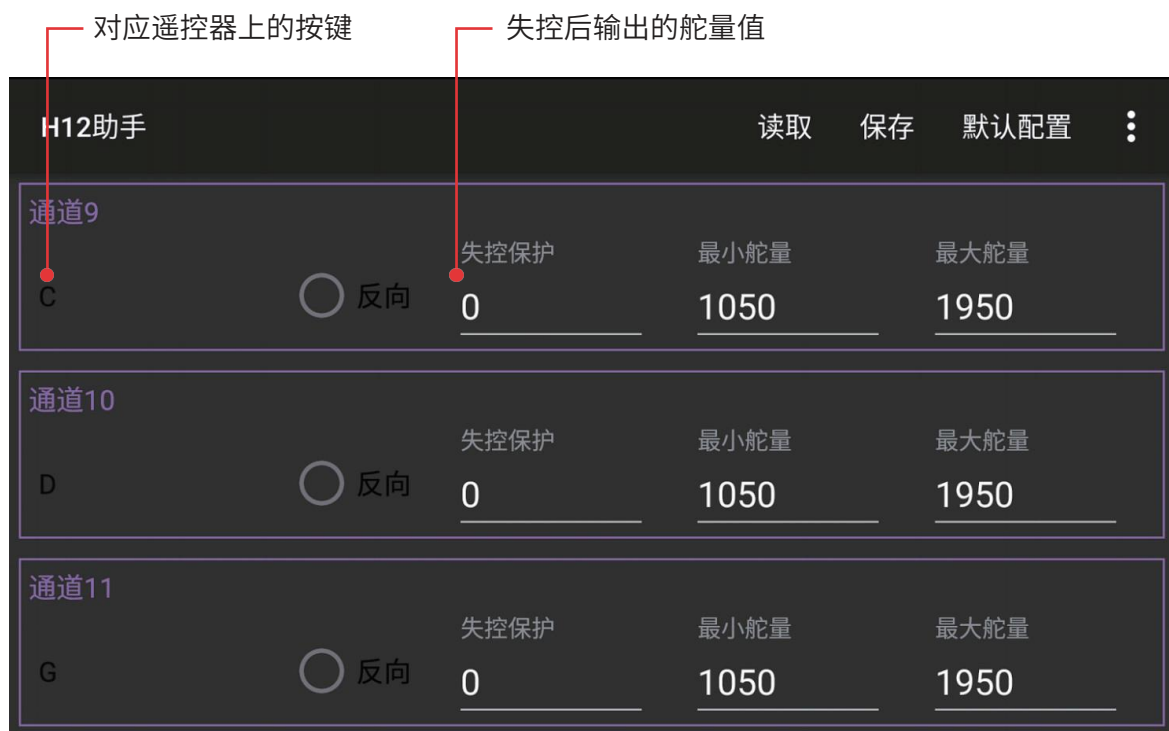 对应遥控器上的按键 失控后输出的舵量值
H12助手 读取 保存 默认配置
通道9
失控保护 最小舵量 最大舵量
C 反向 0 1050 1950
通道10
失控保护 最小舵量 最大舵量
D 反向 0 1050 1950
通道11
失控保护 最小舵量 最大舵量
G 反向 0 1050 1950